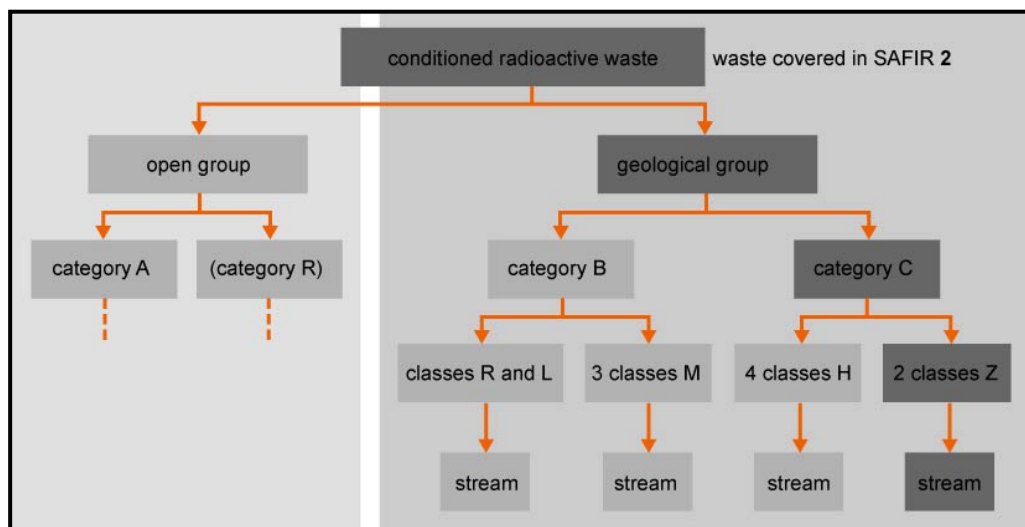 conditioned radioactive waste
waste covered in SAFIR 2
open group
geological group
category A
(category R)
category B
category C
classes R and L
3 classes M
4 classes H
2 classes Z
stream
stream
stream
stream